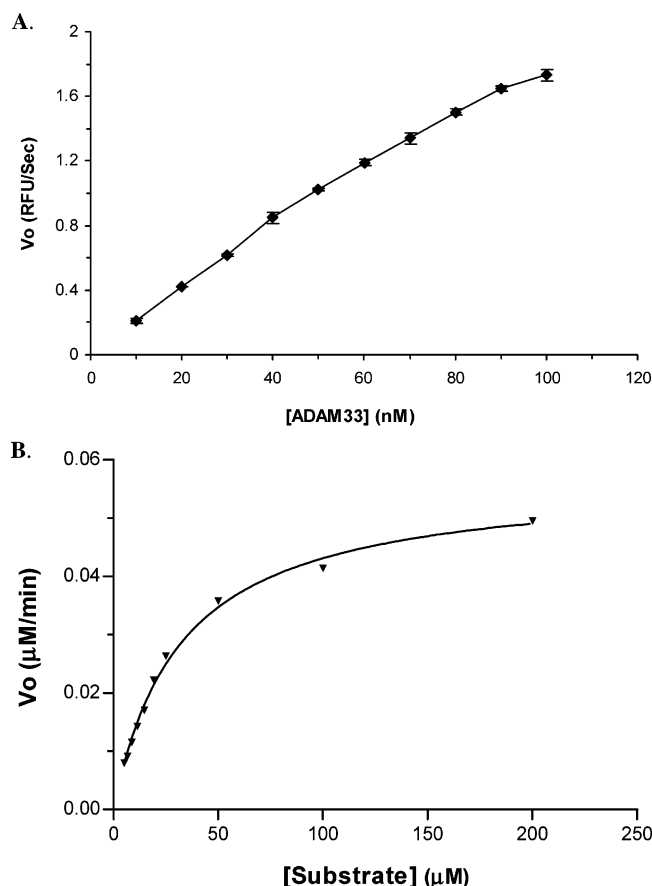 A.
2
1.6
1.2
0.8
0.4
0
0 20 40 60 80 100 120
Vo (RFU/Sec)
[ADAM33] (nM)
B.
0.06
0.04
0.02
0.00
0 50 100 150 200 250
Vo (μM/min)
[Substrate] (μM)